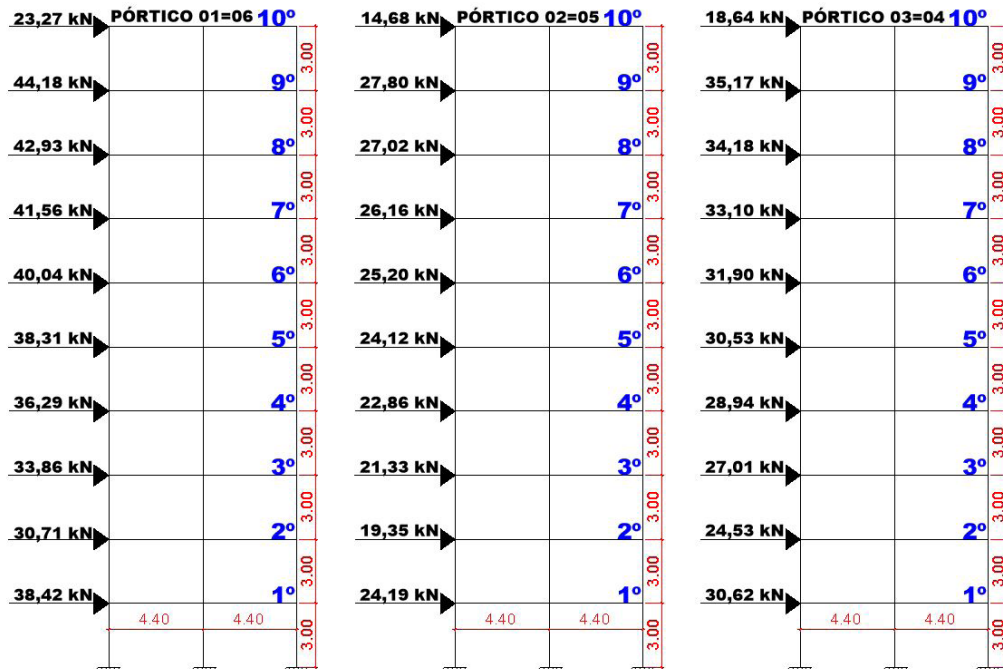 PÓRTICO 01=06
23,27 kN 10º
3.00
44,18 kN 9º
3.00
42,93 kN 8º
3.00
41,56 kN 7º
3.00
40,04 kN 6º
3.00
38,31 kN 5º
3.00
36,29 kN 4º
3.00
33,86 kN 3º
3.00
30,71 kN 2º
3.00
38,42 kN 1º
4.40 4.40
3.00
PÓRTICO 02=05
14,68 kN 10º
3.00
27,80 kN 9º
3.00
27,02 kN 8º
3.00
26,16 kN 7º
3.00
25,20 kN 6º
3.00
24,12 kN 5º
3.00
22,86 kN 4º
3.00
21,33 kN 3º
3.00
19,35 kN 2º
3.00
24,19 kN 1º
4.40 4.40
3.00
PÓRTICO 03=04
18,64 kN 10º
3.00
35,17 kN 9º
3.00
34,18 kN 8º
3.00
33,10 kN 7º
3.00
31,90 kN 6º
3.00
30,53 kN 5º
3.00
28,94 kN 4º
3.00
27,01 kN 3º
3.00
24,53 kN 2º
3.00
30,62 kN 1º
4.40 4.40
3.00